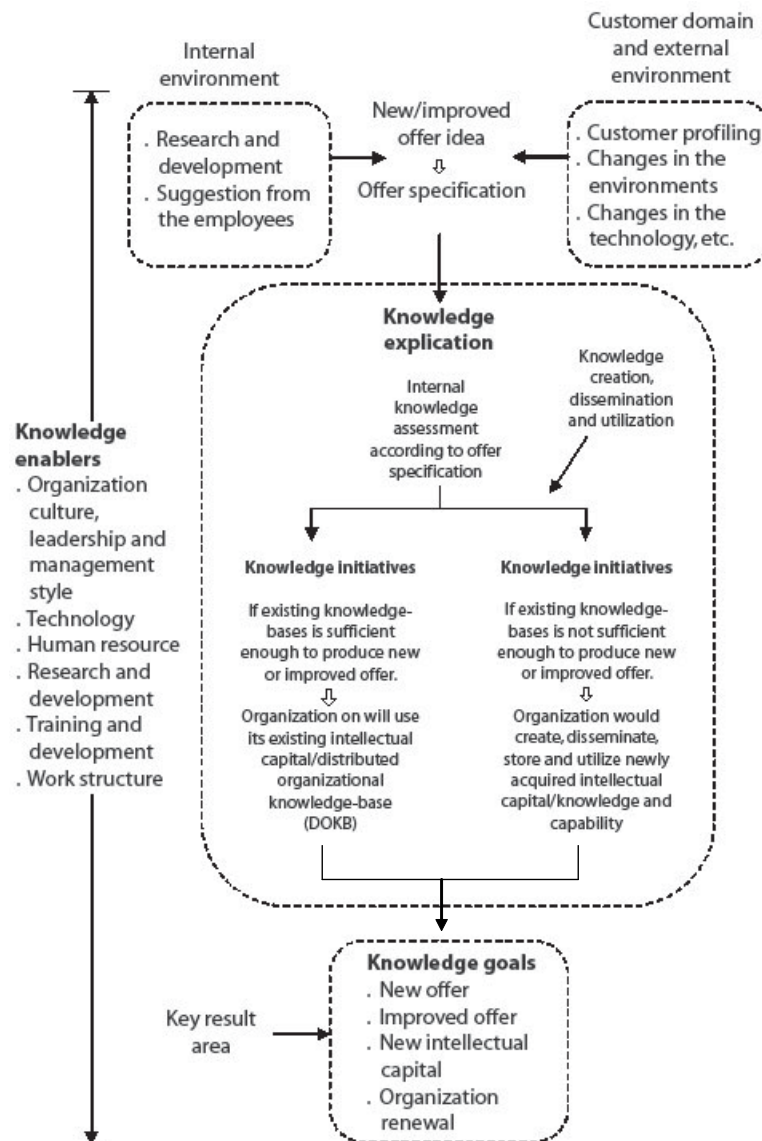 Internal
environment
. Research and
development
. Suggestion from
the employees
New/improved
offer idea
Offer specification
Customer domain
and external
environment
. Customer profiling
. Changes in the
environments
. Changes in the
technology, etc.
Knowledge
enablers
. Organization
culture,
leadership and
management
style
. Technology
. Human resource
. Research and
development
. Training and
development
. Work structure
Knowledge
explication
Internal
knowledge
assessment
according to offer
specification
Knowledge
creation,
dissemination
and utilization
Knowledge initiatives
If existing knowledge-
bases is sufficient
enough to produce new
or improved offer.
Organization on will use
its existing intellectual
capital/distributed
organizational
knowledge-base
(DOKB)
Knowledge initiatives
If existing knowledge-
bases is not sufficient
enough to produce new
or improved offer.
Organization would
create, disseminate,
store and utilize newly
acquired intellectual
capital/knowledge and
capability
Key result
area
Knowledge goals
. New offer
. Improved offer
. New intellectual
capital
. Organization
renewal